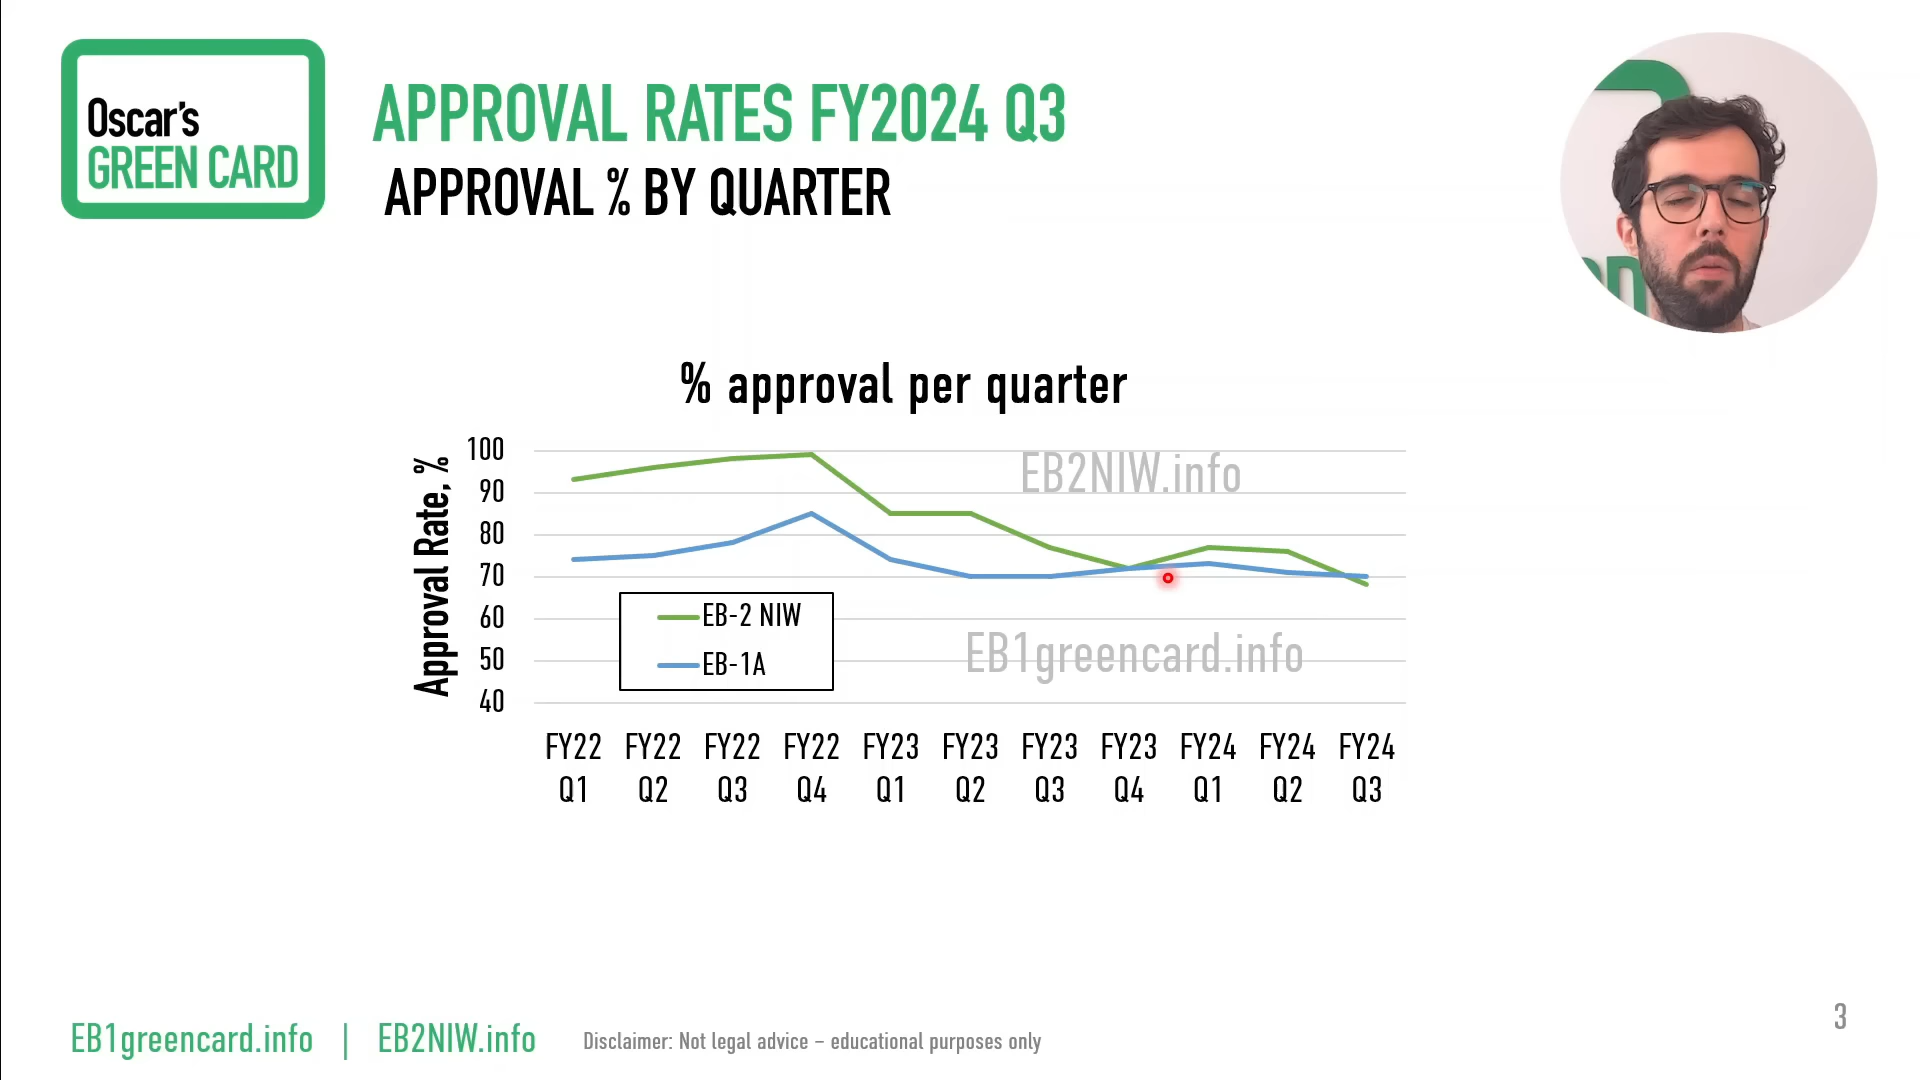 Oscar's
GREEN CARD
APPROVAL RATES FY2024 Q3
APPROVAL % BY QUARTER
% approval per quarter
Approval Rate, %
100
90
80
70
60
50
40
EB2NIW.info
EB1greencard.info
EB-2 NIW
EB-1A
FY22 FY22 FY22 FY22 FY23 FY23 FY23 FY23 FY24 FY24 FY24
Q1 Q2 Q3 Q4 Q1 Q2 Q3 Q4 Q1 Q2 Q3
EB1greencard.info | EB2NIW.info
Disclaimer: Not legal advice – educational purposes only
3